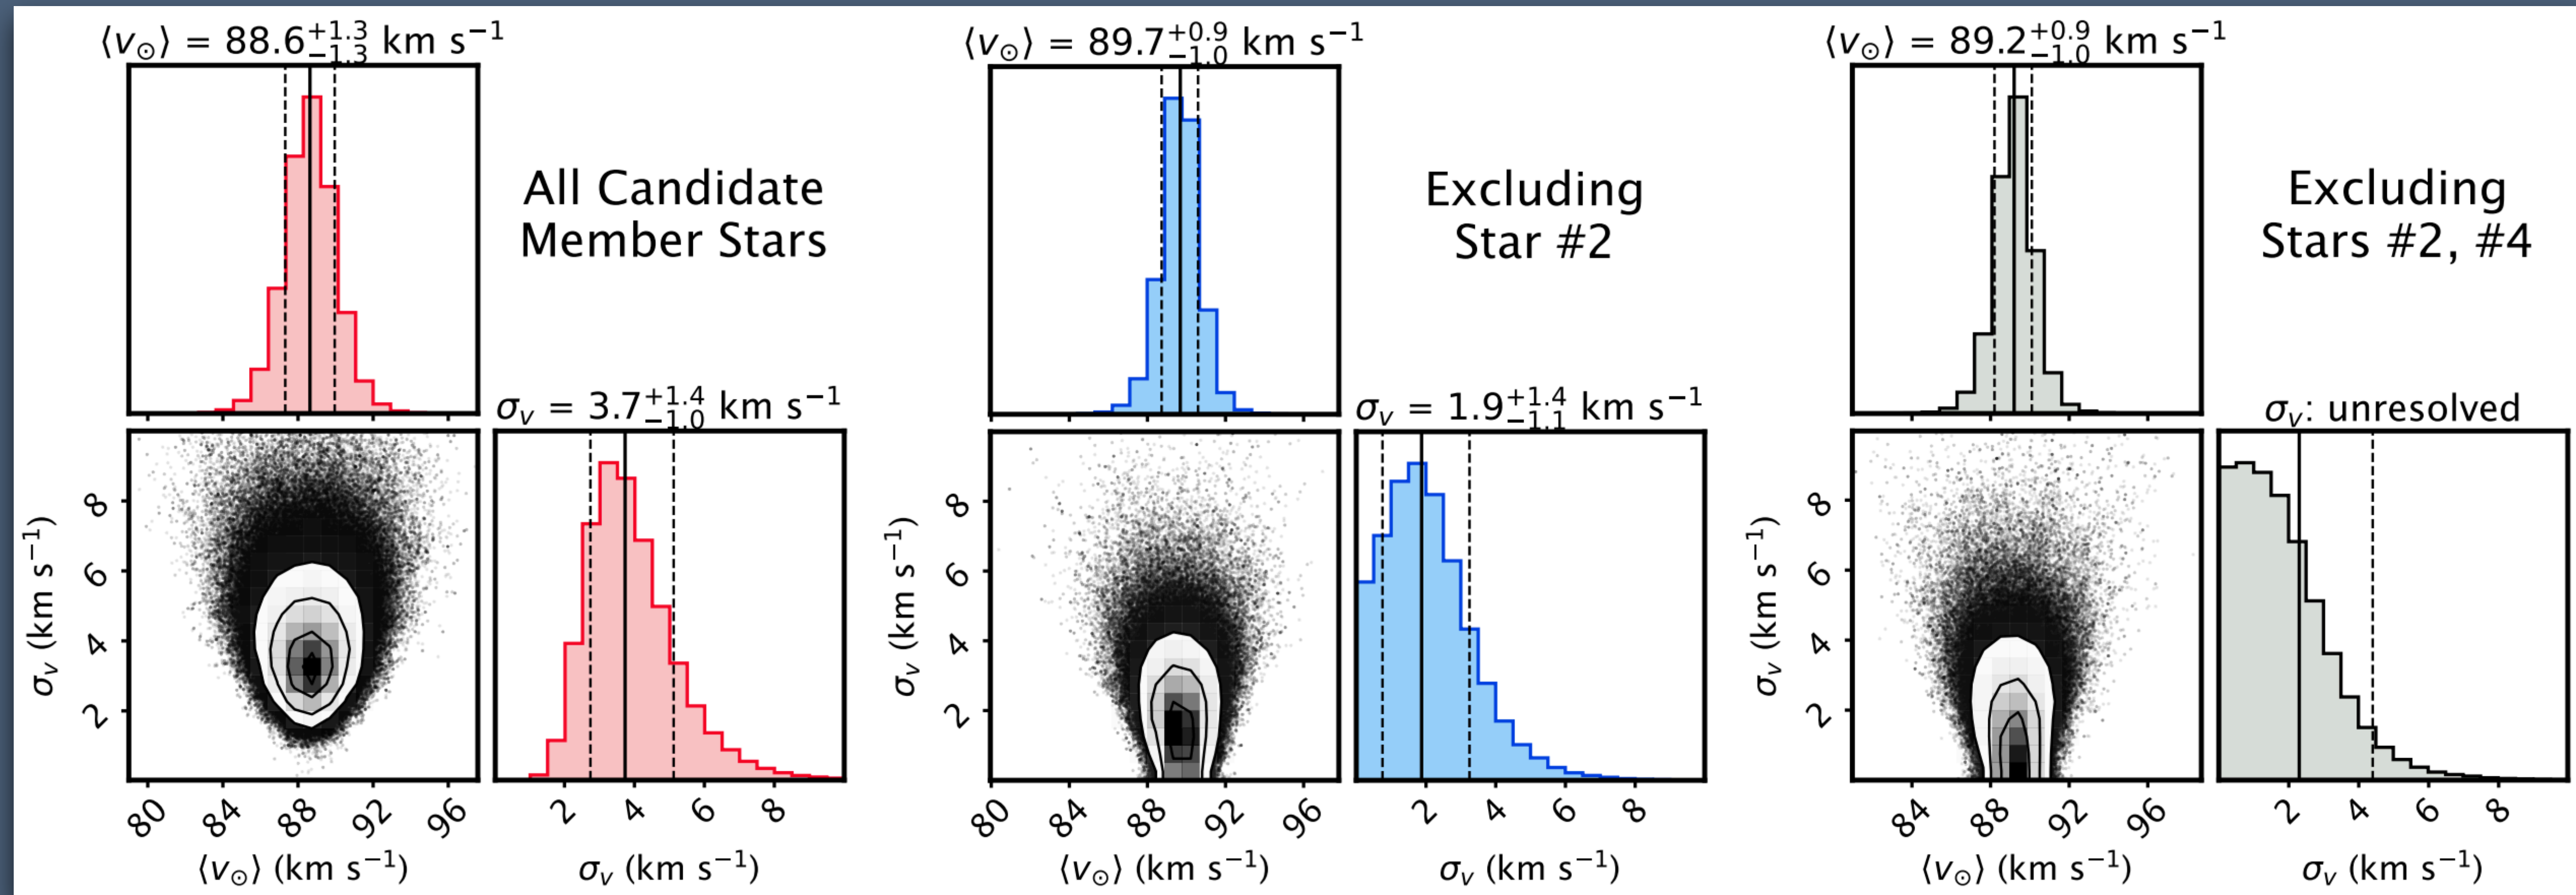 ⟨v⊙⟩ = 88.6 +1.3 −1.3 km s⁻¹
All Candidate
Member Stars
σᵥ = 3.7 +1.4 −1.0 km s⁻¹
σᵥ (km s⁻¹)
8
6
4
2
80 84 88 92 96
⟨v⊙⟩ (km s⁻¹)
2 4 6 8
σᵥ (km s⁻¹)
⟨v⊙⟩ = 89.7 +0.9 −1.0 km s⁻¹
Excluding
Star #2
σᵥ = 1.9 +1.4 −1.1 km s⁻¹
σᵥ (km s⁻¹)
8
6
4
2
80 84 88 92 96
⟨v⊙⟩ (km s⁻¹)
2 4 6 8
σᵥ (km s⁻¹)
⟨v⊙⟩ = 89.2 +0.9 −1.0 km s⁻¹
Excluding
Stars #2, #4
σᵥ: unresolved
σᵥ (km s⁻¹)
8
6
4
2
84 88 92 96
⟨v⊙⟩ (km s⁻¹)
2 4 6 8
σᵥ (km s⁻¹)